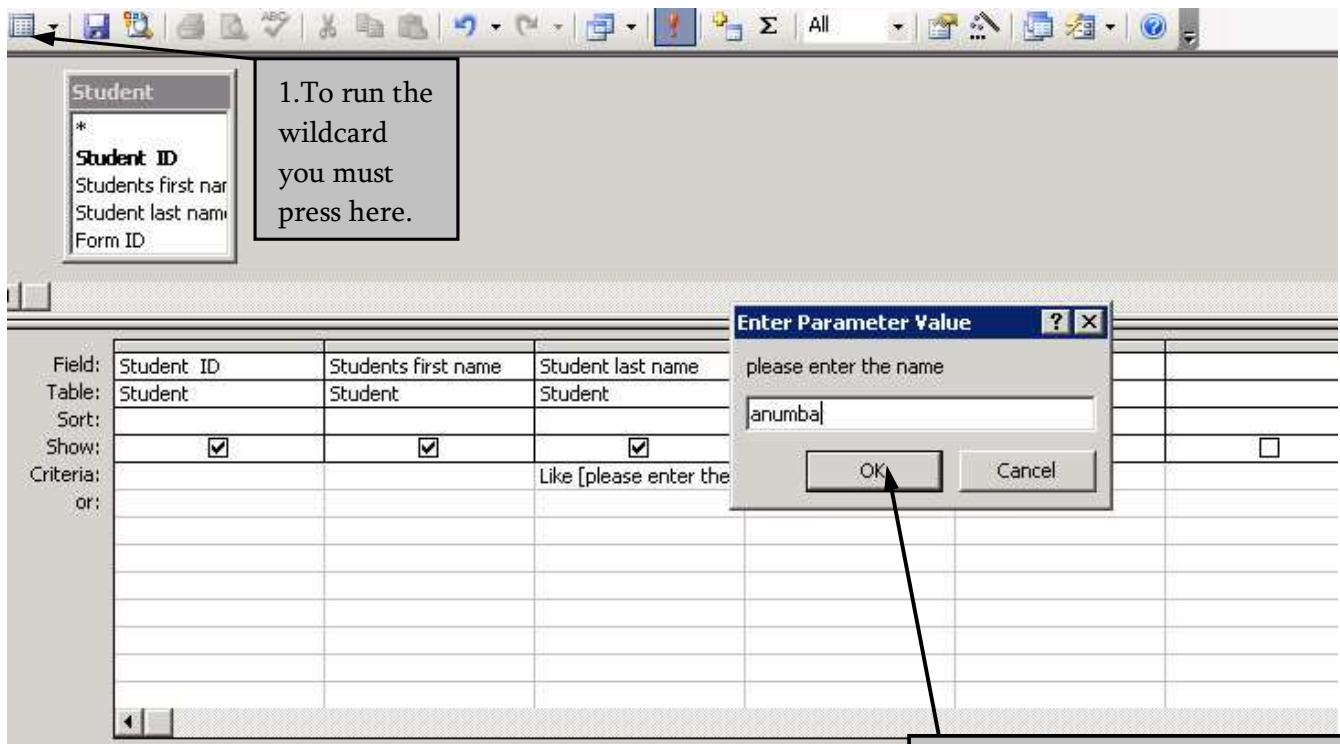 All
Student
1.To run the
wildcard
you must
press here.
*
Student ID
Students first nar
Student last nam
Form ID
Enter Parameter Value
please enter the name
anumba
OK
Cancel
Field: Student ID Students first name Student last name
Table: Student Student Student
Sort:
Show:
Criteria: Like [please enter the
or: